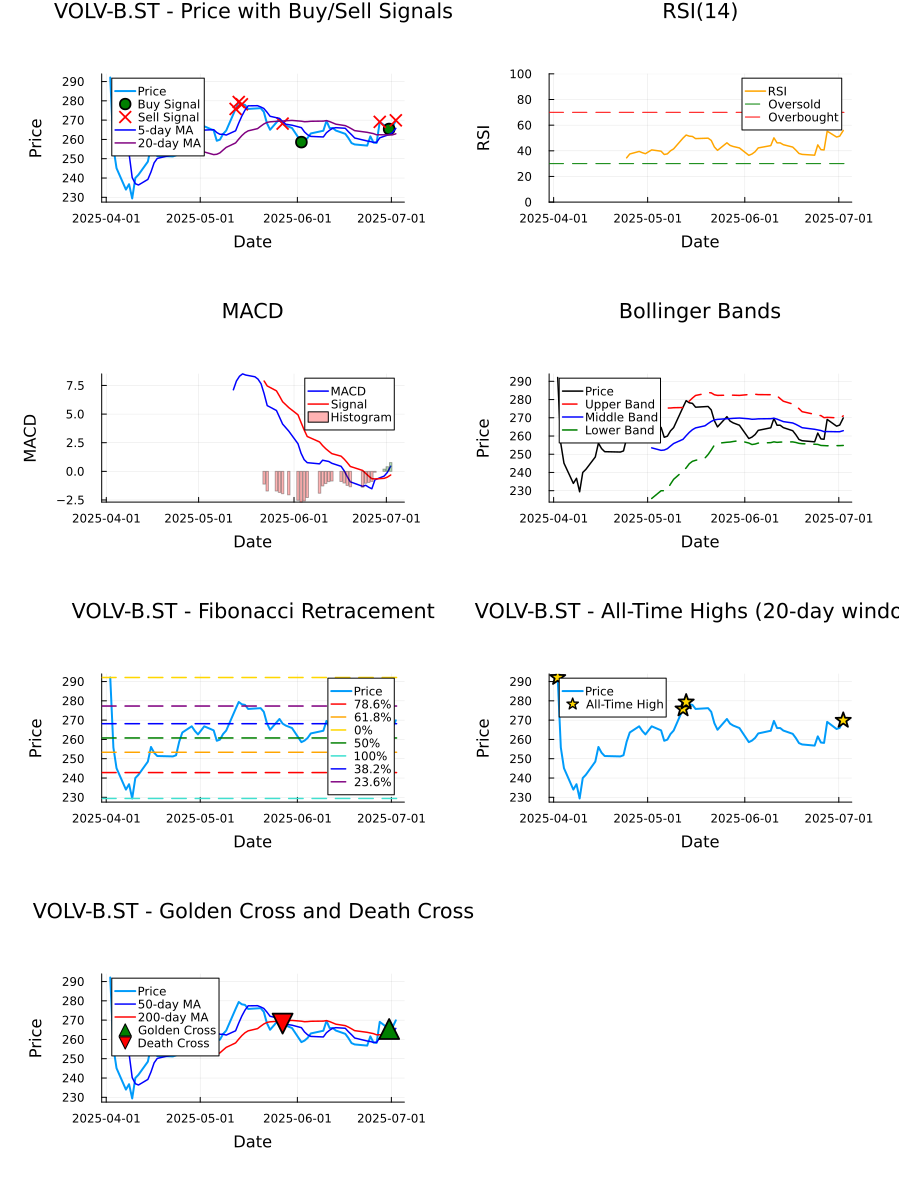 VOLV-B.ST - Price with Buy/Sell Signals
Price
290
280
270
260
250
240
230
Price
Buy Signal
Sell Signal
5-day MA
20-day MA
2025-04-01
2025-05-01
2025-06-01
2025-07-01
Date
RSI(14)
RSI
100
80
60
40
20
0
RSI
Oversold
Overbought
2025-04-01
2025-05-01
2025-06-01
2025-07-01
Date
MACD
MACD
7.5
5.0
2.5
0.0
−2.5
MACD
Signal
Histogram
2025-04-01
2025-05-01
2025-06-01
2025-07-01
Date
Bollinger Bands
Price
290
280
270
260
250
240
230
Price
Upper Band
Middle Band
Lower Band
2025-04-01
2025-05-01
2025-06-01
2025-07-01
Date
VOLV-B.ST - Fibonacci Retracement
Price
290
280
270
260
250
240
230
Price
78.6%
61.8%
0%
50%
100%
38.2%
23.6%
2025-04-01
2025-05-01
2025-06-01
2025-07-01
Date
VOLV-B.ST - All-Time Highs (20-day windo
Price
290
280
270
260
250
240
230
Price
All-Time High
2025-04-01
2025-05-01
2025-06-01
2025-07-01
Date
VOLV-B.ST - Golden Cross and Death Cross
Price
290
280
270
260
250
240
230
Price
50-day MA
200-day MA
Golden Cross
Death Cross
2025-04-01
2025-05-01
2025-06-01
2025-07-01
Date